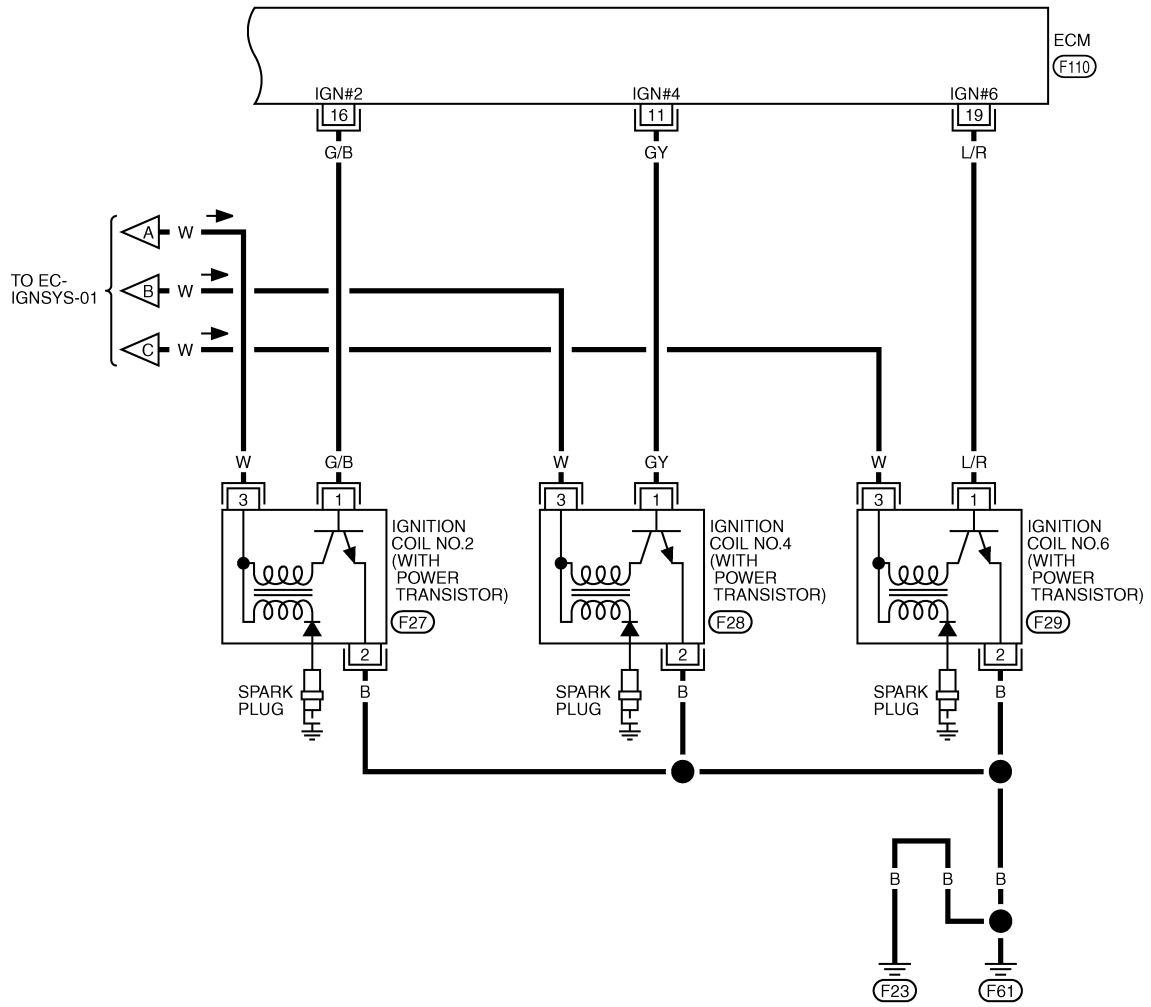 ECM
F110
IGN#2
IGN#4
IGN#6
16
11
19
G/B
GY
L/R
A
W
TO EC-
IGNSYS-01
B
W
C
W
W
G/B
W
GY
W
L/R
3
1
3
1
3
1
IGNITION
COIL NO.2
(WITH
POWER
TRANSISTOR)
F27
IGNITION
COIL NO.4
(WITH
POWER
TRANSISTOR)
F28
IGNITION
COIL NO.6
(WITH
POWER
TRANSISTOR)
F29
2
2
2
SPARK
PLUG
B
SPARK
PLUG
B
SPARK
PLUG
B
B
B
B
F23
F61